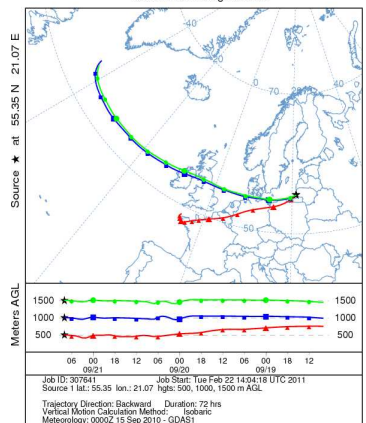 Source ★ at 55.35 N 21.07 E
40
70
40
50
Meters AGL
1500 1500
1000 1000
500 500
06 00 18 12 06 00 18 12 06 00 18 12
09/21 09/20 09/19
Job ID: 307641 Job Start: Tue Feb 22 14:04:18 UTC 2011
Source 1 lat.: 55.35 lon.: 21.07 hgts: 500, 1000, 1500 m AGL
Trajectory Direction: Backward Duration: 72 hrs
Vertical Motion Calculation Method: Isobaric
Meteorology: 0000Z 15 Sep 2010 - GDAS1